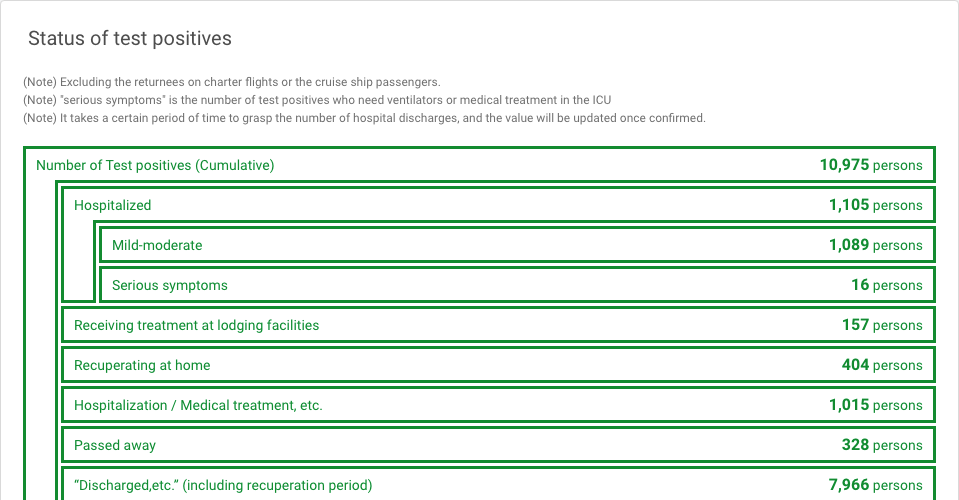 Status of test positives
(Note) Excluding the returnees on charter flights or the cruise ship passengers.
(Note) "serious symptoms" is the number of test positives who need ventilators or medical treatment in the ICU
(Note) It takes a certain period of time to grasp the number of hospital discharges, and the value will be updated once confirmed.
Number of Test positives (Cumulative) 10,975 persons
Hospitalized 1,105 persons
Mild-moderate 1,089 persons
Serious symptoms 16 persons
Receiving treatment at lodging facilities 157 persons
Recuperating at home 404 persons
Hospitalization / Medical treatment, etc. 1,015 persons
Passed away 328 persons
“Discharged,etc.” (including recuperation period) 7,966 persons